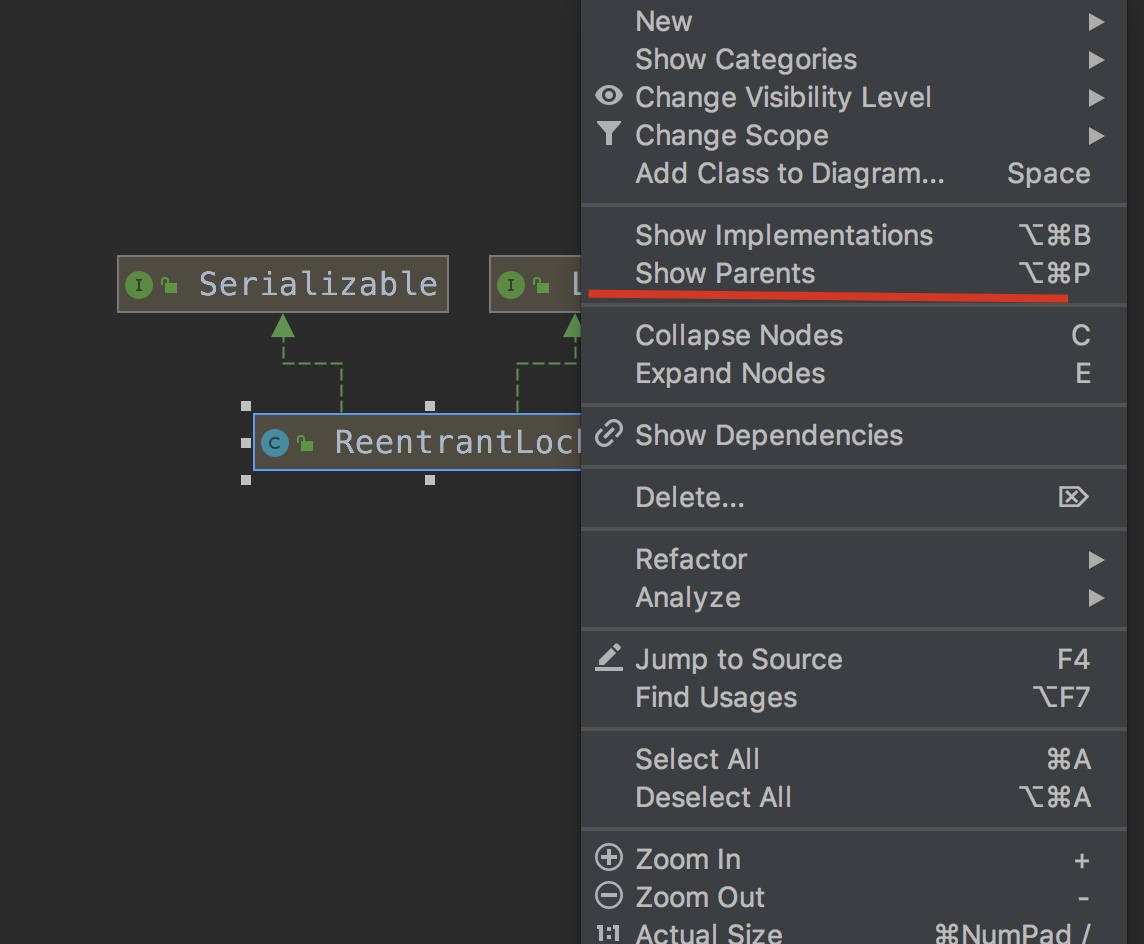 New
Show Categories
Change Visibility Level
Change Scope
Add Class to Diagram... Space
Show Implementations ⌥⌘B
Show Parents ⌥⌘P
I Serializable
I L
Collapse Nodes C
Expand Nodes E
C ReentrantLock
Show Dependencies
Delete... ⌦
Refactor
Analyze
Jump to Source F4
Find Usages ⌥F7
Select All ⌘A
Deselect All ⌥⌘A
Zoom In +
Zoom Out -
1:1 Actual Size ⌘NumPad /